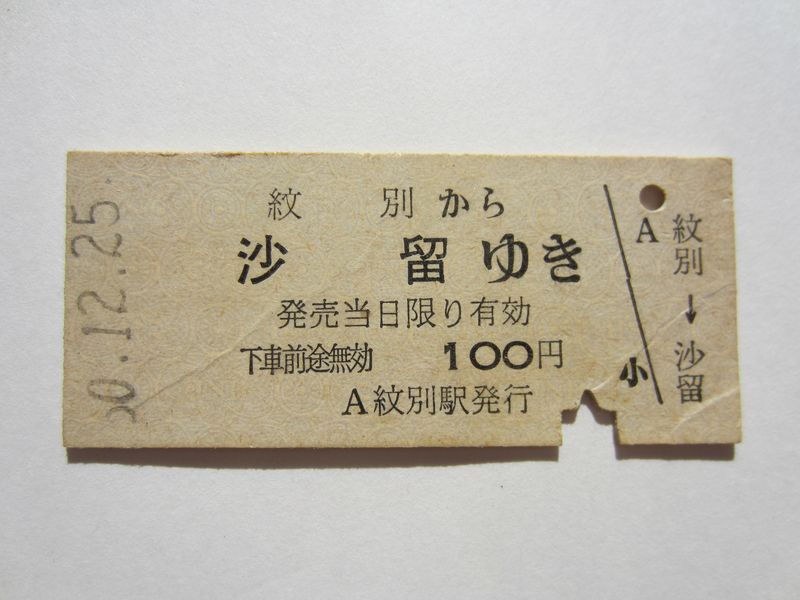 紋別から
沙留ゆき
発売当日限り有効
下車前途無効 100円
A紋別駅発行
A
小
紋別→沙留
50.12.25